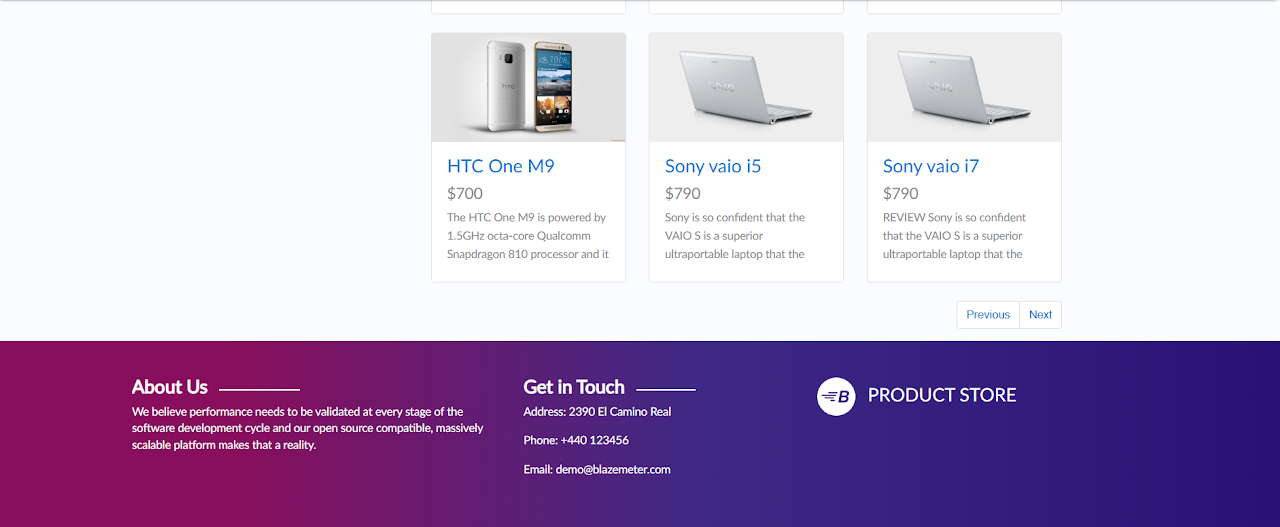 hTC
VAIO
VAIO
HTC One M9
$700
The HTC One M9 is powered by
1.5GHz octa-core Qualcomm
Snapdragon 810 processor and it
Sony vaio i5
$790
Sony is so confident that the
VAIO S is a superior
ultraportable laptop that the
Sony vaio i7
$790
REVIEW Sony is so confident
that the VAIO S is a superior
ultraportable laptop that the
Previous
Next
About Us
We believe performance needs to be validated at every stage of the
software development cycle and our open source compatible, massively
scalable platform makes that a reality.
Get in Touch
Address: 2390 El Camino Real
Phone: +440 123456
Email: demo@blazemeter.com
B
PRODUCT STORE